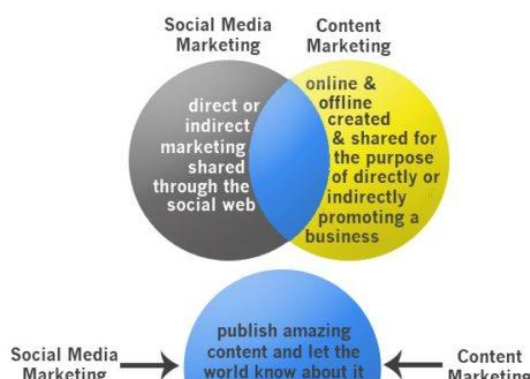 Social Media
Marketing
Content
Marketing
direct or
indirect
marketing
shared
through the
social web
online &
offline
created
& shared for
the purpose
of directly or
indirectly
promoting a
business
publish amazing
content and let the
world know about it
Social Media
Marketing
Content
Marketing